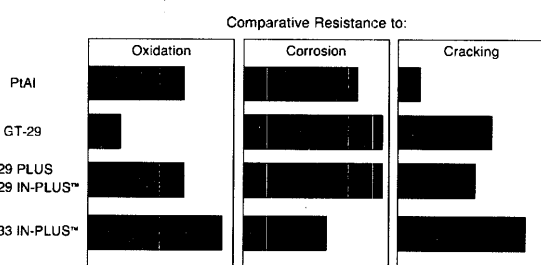 Comparative Resistance to:
Oxidation Corrosion Cracking
PtAl
GT-29
29 PLUS
29 IN-PLUS™
33 IN-PLUS™